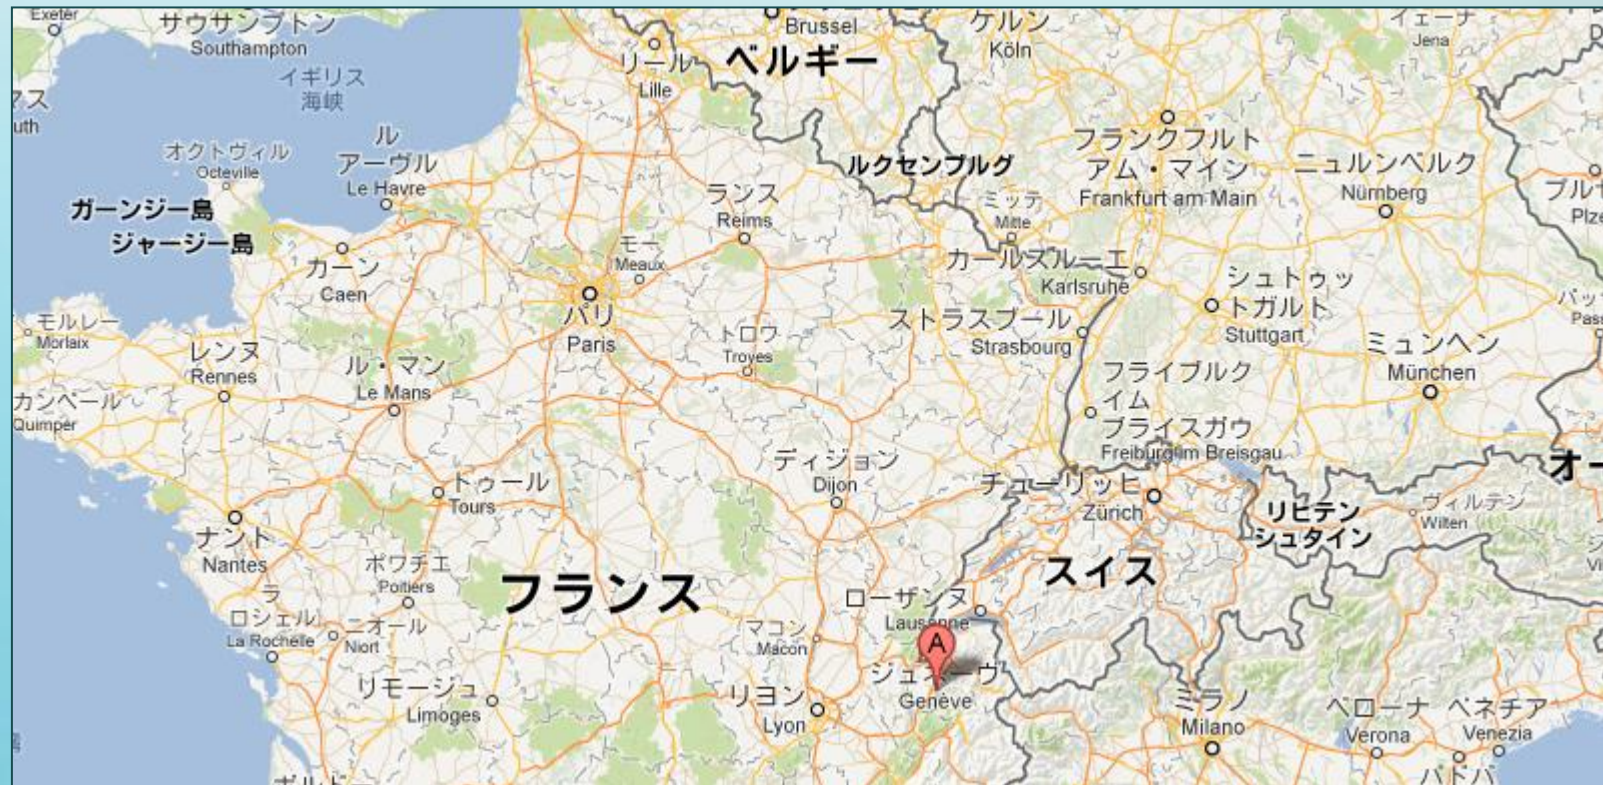 Exeter
サウサンプトン
Southampton
イギリス
海峡
マス
uth
オクトヴィル
Octeville
ル
アーヴル
Le Havre
ガーンジー島
ジャージー島
カーン
Caen
モルレー
Morlaix
レンヌ
Rennes
カンペール
Quimper
ル・マン
Le Mans
ナント
Nantes
トゥール
Tours
ポワチエ
Poitiers
ラ
ロシェル
La Rochelle
ニオール
Niort
リモージュ
Limoges
フランス
Brussel
ベルギー
リール
Lille
ランス
Reims
モー
Meaux
パリ
Paris
トロワ
Troyes
ディジョン
Dijon
マコン
Macon
リヨン
Lyon
ケルン
Köln
ルクセンブルグ
ミッテ
Mitte
カールスルーエ
Karlsruhe
ストラスブール
Strasbourg
フランクフルト
アム・マイン
Frankfurt am Main
イェーナ
Jena
ニュルンベルク
Nürnberg
シュトゥッ
トガルト
Stuttgart
ミュンヘン
München
フライブルク
イム
ブライスガウ
Freiburg im Breisgau
チューリッヒ
Zürich
リヒテン
シュタイン
ヴィルテン
Wilten
オー
スイス
ローザンヌ
Lausanne
A
ジュネーヴ
Genève
ミラノ
Milano
ベローナ
Verona
ベネチア
Venezia
パドバ